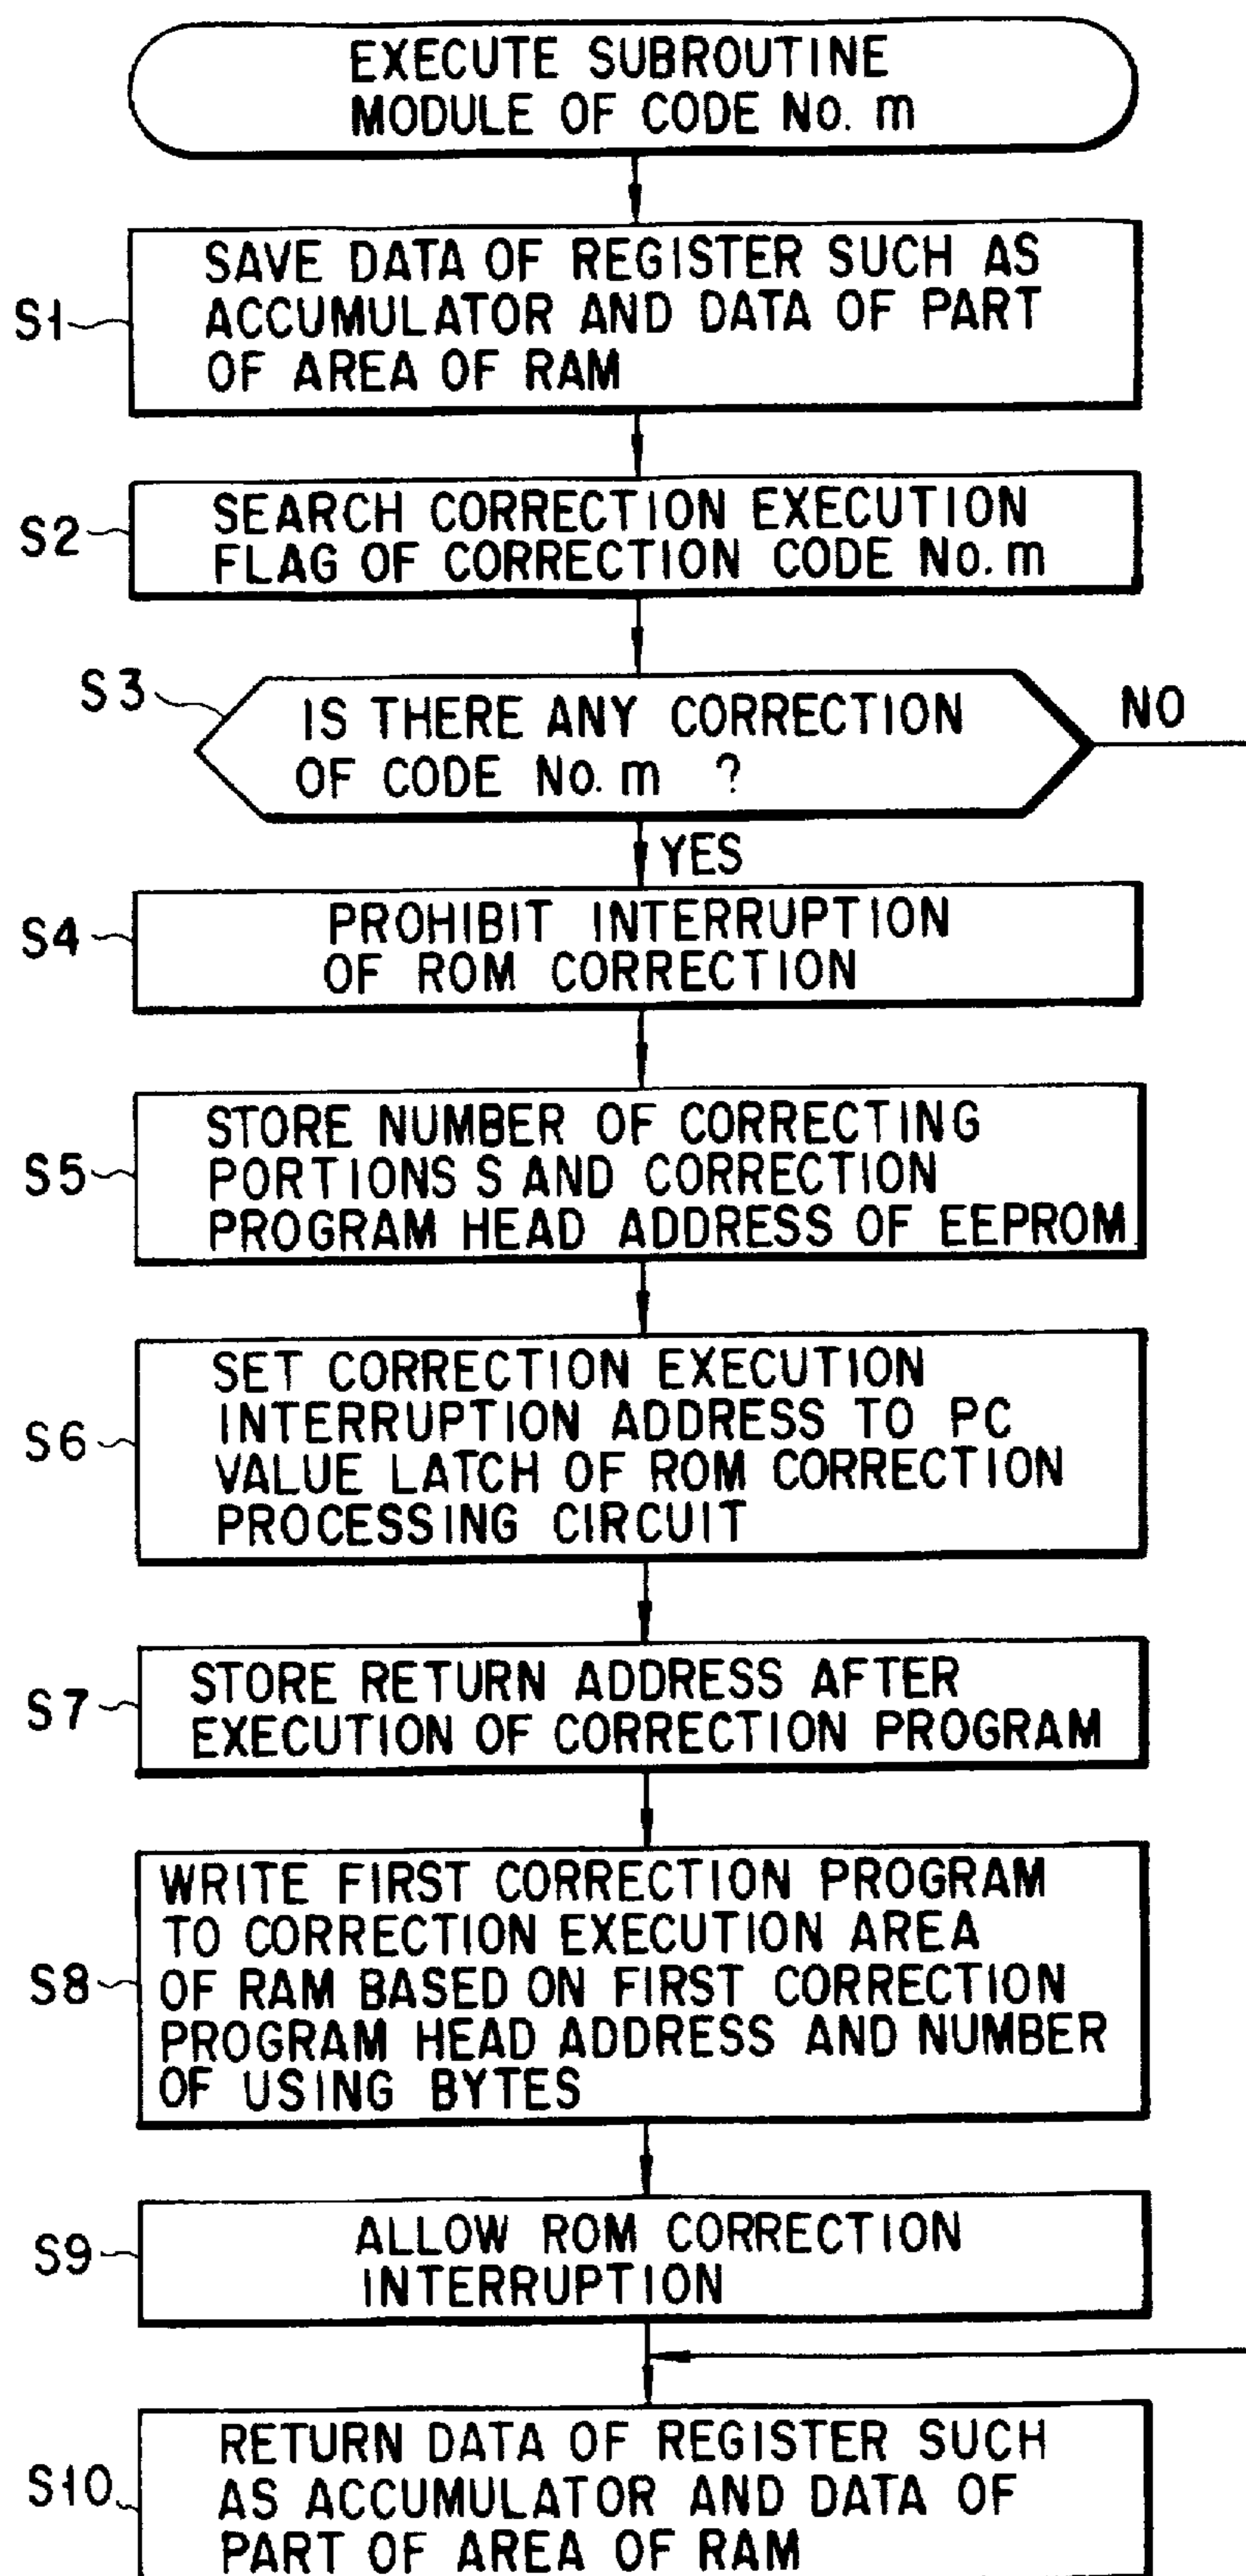 EXECUTE SUBROUTINE
MODULE OF CODE No. m
S1
SAVE DATA OF REGISTER SUCH AS
ACCUMULATOR AND DATA OF PART
OF AREA OF RAM
S2
SEARCH CORRECTION EXECUTION
FLAG OF CORRECTION CODE No. m
S3
IS THERE ANY CORRECTION
OF CODE No. m ?
NO
YES
S4
PROHIBIT INTERRUPTION
OF ROM CORRECTION
S5
STORE NUMBER OF CORRECTING
PORTIONS S AND CORRECTION
PROGRAM HEAD ADDRESS OF EEPROM
S6
SET CORRECTION EXECUTION
INTERRUPTION ADDRESS TO PC
VALUE LATCH OF ROM CORRECTION
PROCESSING CIRCUIT
S7
STORE RETURN ADDRESS AFTER
EXECUTION OF CORRECTION PROGRAM
S8
WRITE FIRST CORRECTION PROGRAM
TO CORRECTION EXECUTION AREA
OF RAM BASED ON FIRST CORRECTION
PROGRAM HEAD ADDRESS AND NUMBER
OF USING BYTES
S9
ALLOW ROM CORRECTION
INTERRUPTION
S10
RETURN DATA OF REGISTER SUCH
AS ACCUMULATOR AND DATA OF
PART OF AREA OF RAM